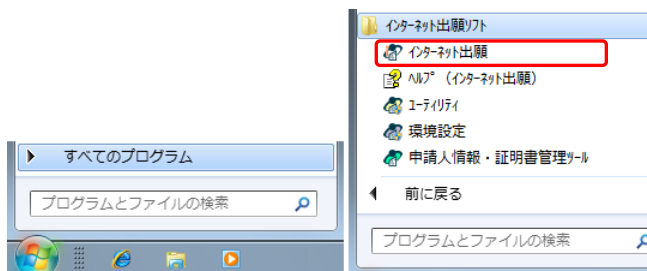 すべてのプログラム
プログラムとファイルの検索
インターネット出願ソフト
インターネット出願
ヘルプ (インターネット出願)
ユーティリティ
環境設定
申請人情報・証明書管理ツール
前に戻る
プログラムとファイルの検索